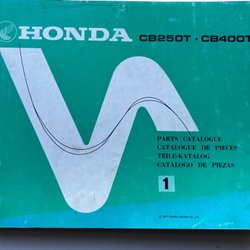 HONDA CB250T · CB400T
PARTS CATALOGUE
CATALOGUE DE PIECES
TEILE-KATALOG
CATALOGO DE PIEZAS
1